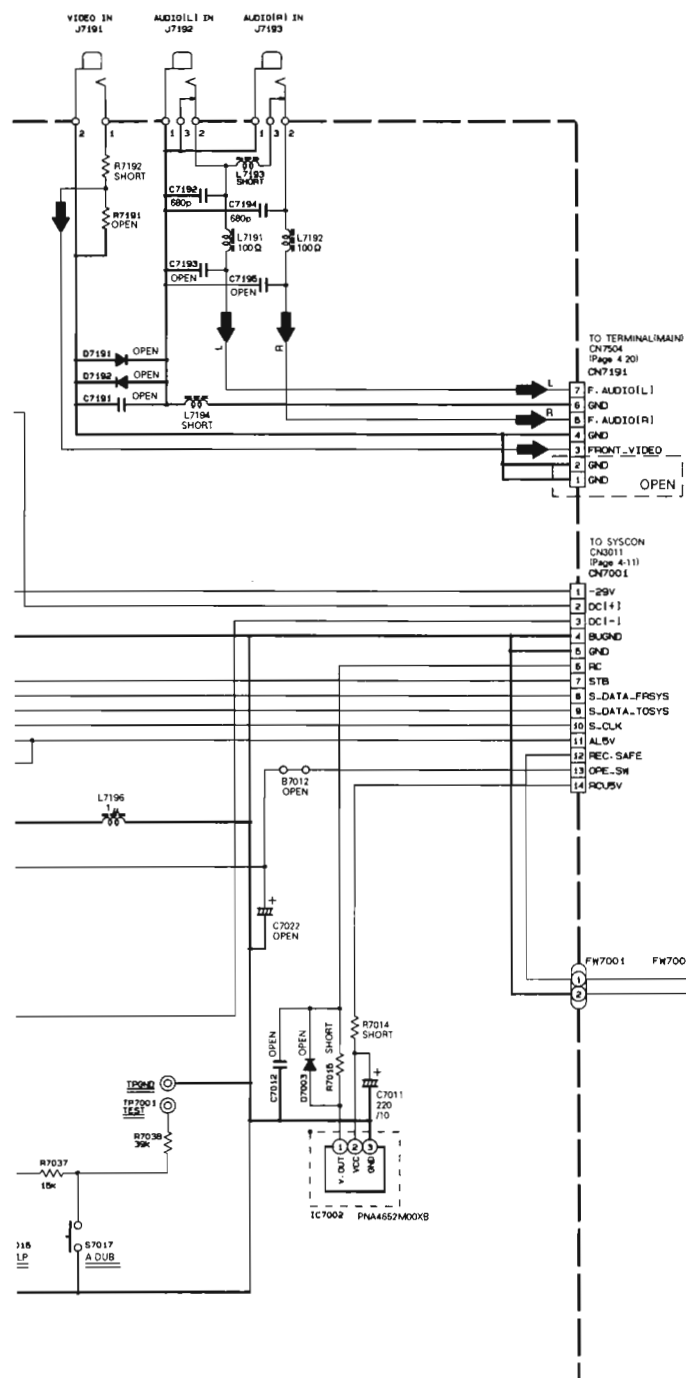 VIDEO IN
J7191
AUDIO(L) IN
J7192
AUDIO(R) IN
J7193
2 1
1 3 2
1 3 2
R7192
SHORT
R7191
OPEN
L7193
SHORT
C7192
680p
C7194
680p
L7191
100Ω
L7192
100Ω
C7193
OPEN
C7195
OPEN
L
R
D7191 OPEN
D7192 OPEN
C7191 OPEN
L7194
SHORT
TO TERMINAL(MAIN)
CN7504
(Page 4 20)
CN7191
L
7 F. AUDIO(L)
6 GND
R
5 F. AUDIO(R)
4 GND
3 FRONT_VIDEO
2 GND
1 GND
OPEN
TO SYSCON
CN3011
(Page 4-11)
CN7001
1 -29V
2 DC(+)
3 DC(-)
4 BUGND
5 GND
6 RC
7 STB
8 S_DATA_FRSYS
9 S_DATA_TOSYS
10 S_CLK
11 AL5V
12 REC-SAFE
13 OPE_SW
14 RCU5V
B7012
OPEN
L7196
1
+
C7022
OPEN
FW7001
FW700
1
2
R7014
SHORT
OPEN
C7012
OPEN
D7003
SHORT
R7015
+
C7011
220
/10
TPGND
TP7001
TEST
R7038
39K
R7037
15K
1 2 3
V.OUT
VCC
GND
IC7002 PNA4652M00XB
S7017
A DUB